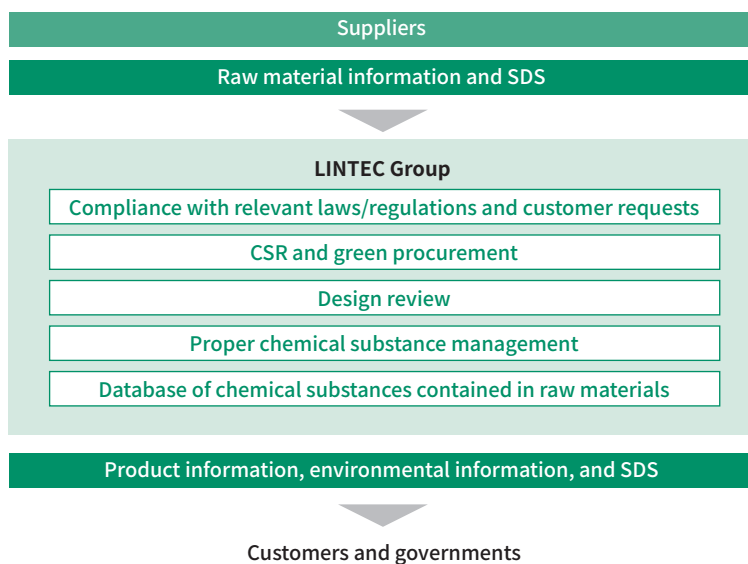 Suppliers
Raw material information and SDS
LINTEC Group
Compliance with relevant laws/regulations and customer requests
CSR and green procurement
Design review
Proper chemical substance management
Database of chemical substances contained in raw materials
Product information, environmental information, and SDS
Customers and governments